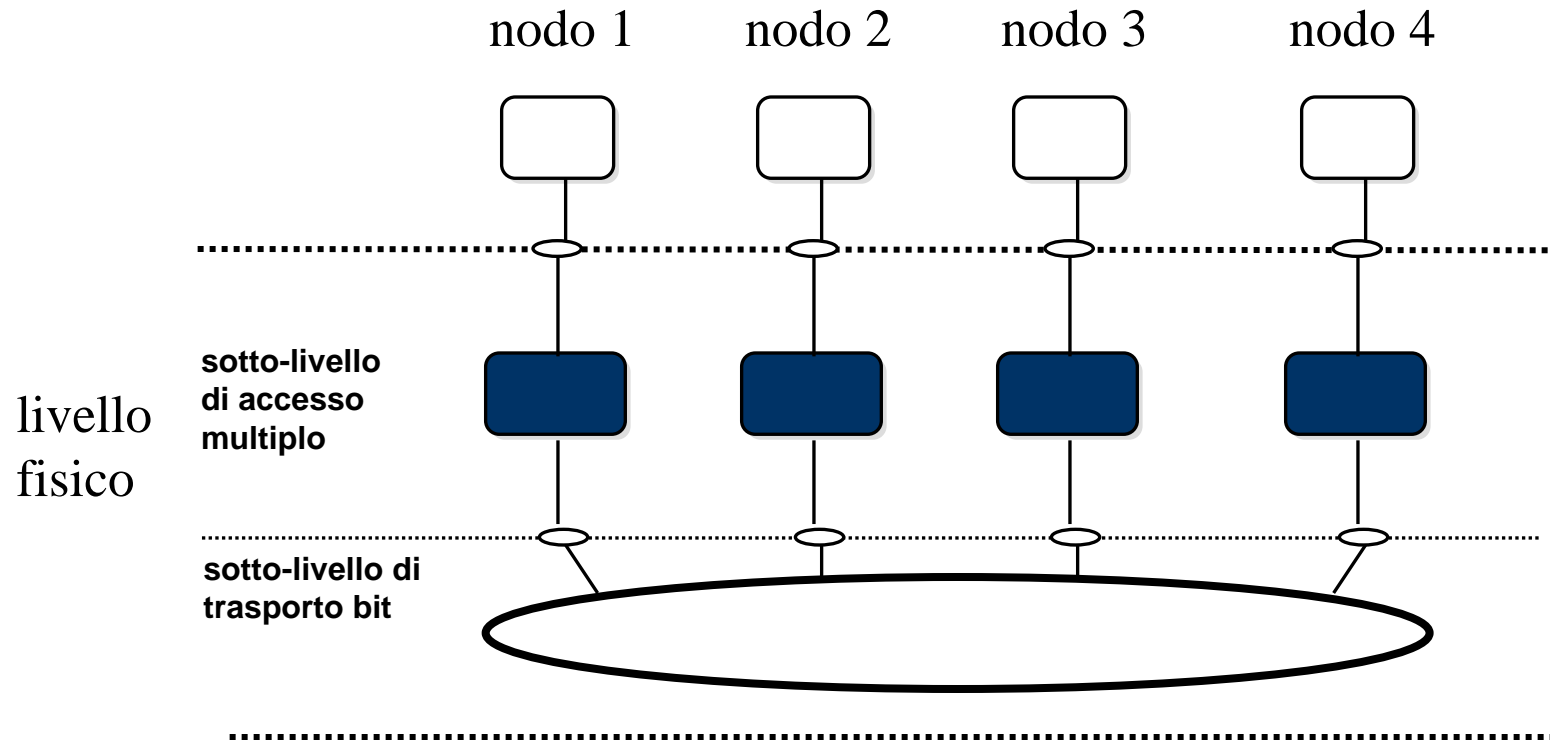 nodo 1 nodo 2 nodo 3 nodo 4
sotto-livello
di accesso
multiplo
livello
fisico
sotto-livello di
trasporto bit